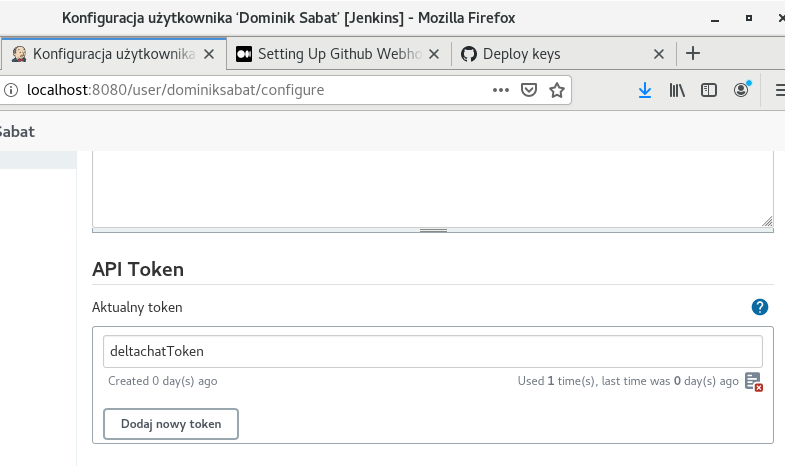 Konfiguracja użytkownika ‘Dominik Sabat’ [Jenkins] - Mozilla Firefox
Konfiguracja użytkownika
Setting Up Github Webho
Deploy keys
localhost:8080/user/dominiksabat/configure
Sabat
API Token
Aktualny token
deltachatToken
Created 0 day(s) ago
Used 1 time(s), last time was 0 day(s) ago
Dodaj nowy token